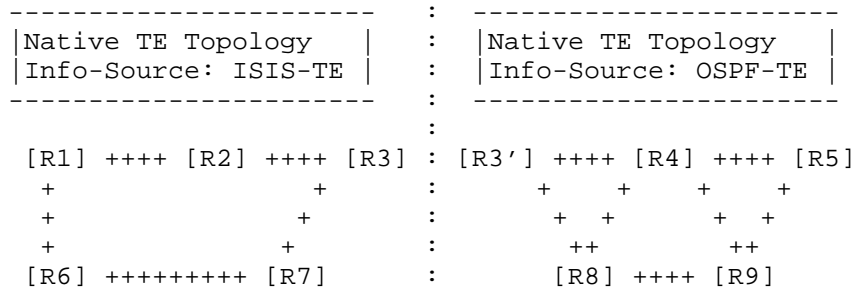 -----------------------   :   -----------------------
|Native TE Topology   |   :   |Native TE Topology   |
|Info-Source: ISIS-TE |   :   |Info-Source: OSPF-TE |
-----------------------   :   -----------------------
                          :
 [R1] ++++ [R2] ++++ [R3] : [R3'] ++++ [R4] ++++ [R5]
  +                +      :      +    +    +    +
  +               +       :       +  +      +  +
  +              +        :        ++        ++
 [R6] +++++++++ [R7]      :       [R8] ++++ [R9]